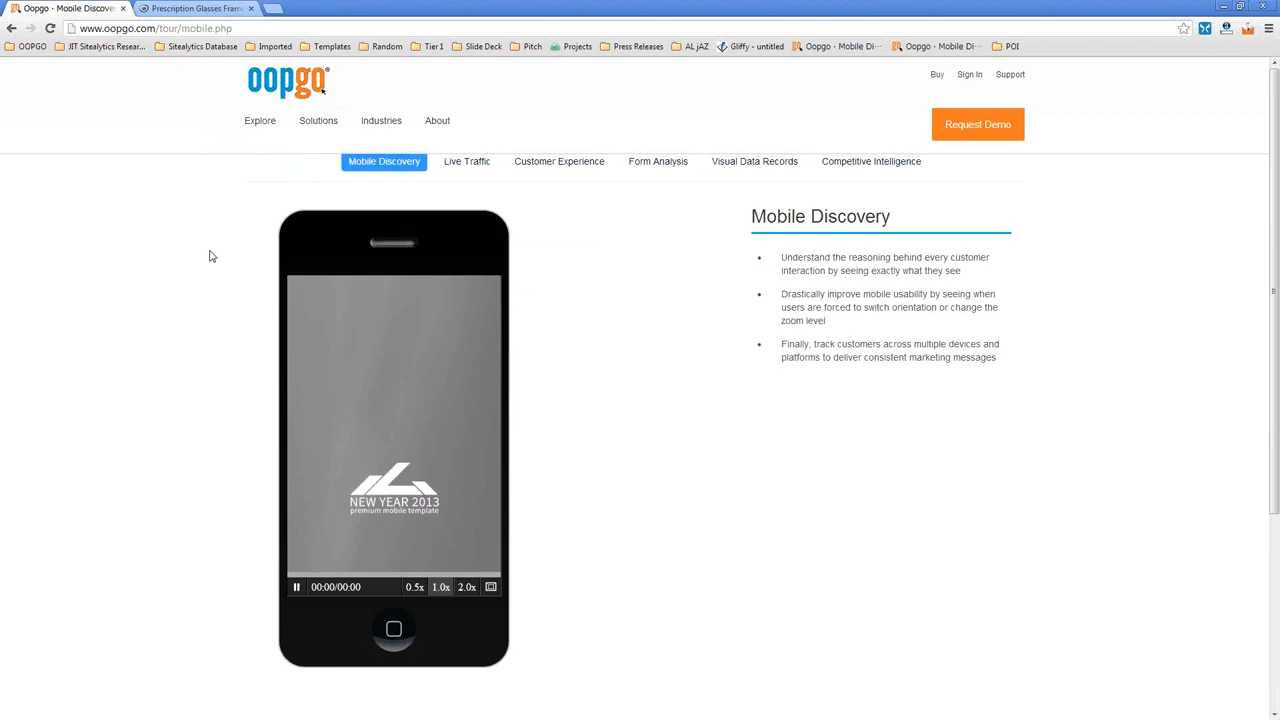 Oopgo - Mobile Discove
Prescription Glasses Fram
www.oopgo.com/tour/mobile.php
OOPGO
JIT Sitealytics Resear...
Sitealytics Database
Imported
Templates
Random
Tier 1
Slide Deck
Pitch
Projects
Press Releases
AL jAZ
Gliffy - untitled
Oopgo - Mobile Di...
Oopgo - Mobile Di...
POI
oopgo®
Buy
Sign In
Support
Explore
Solutions
Industries
About
Request Demo
Mobile Discovery
Live Traffic
Customer Experience
Form Analysis
Visual Data Records
Competitive Intelligence
NEW YEAR 2013
premium mobile template
00:00/00:00
0.5x
1.0x
2.0x
Mobile Discovery
• Understand the reasoning behind every customer
interaction by seeing exactly what they see
• Drastically improve mobile usability by seeing when
users are forced to switch orientation or change the
zoom level
• Finally, track customers across multiple devices and
platforms to deliver consistent marketing messages